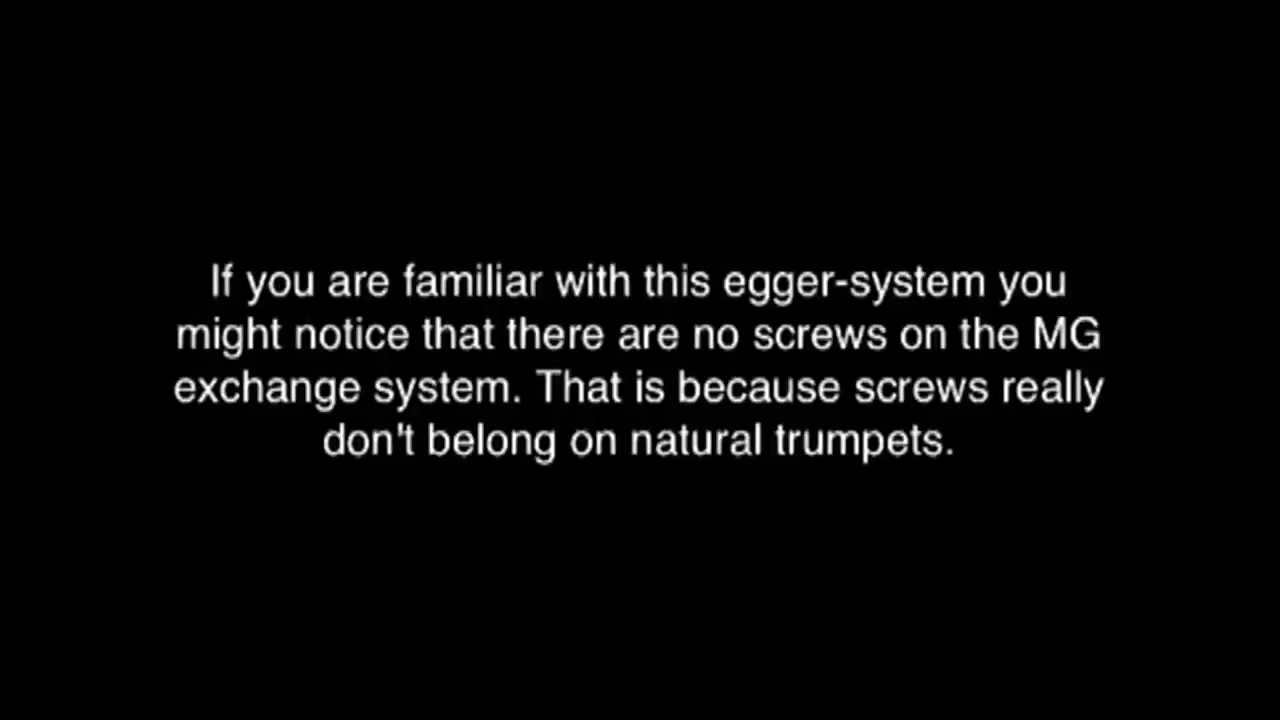 If you are familiar with this egger-system you
might notice that there are no screws on the MG
exchange system. That is because screws really
don't belong on natural trumpets.